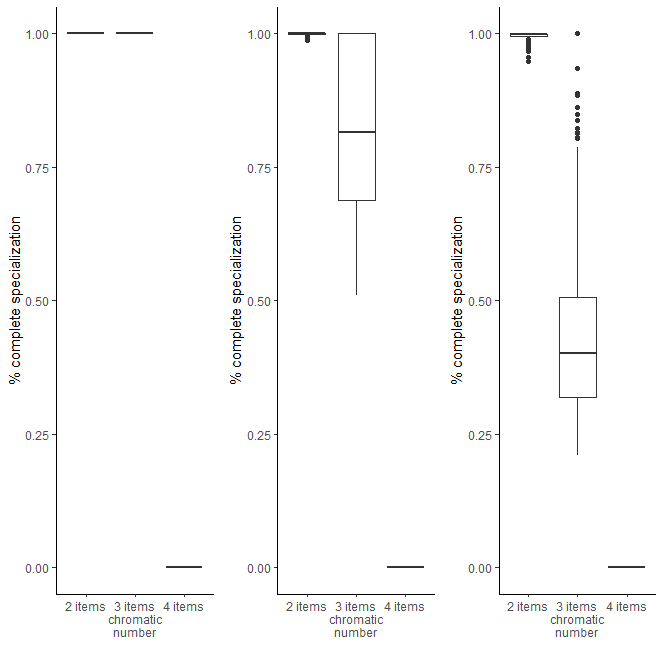 % complete specialization
1.00
0.75
0.50
0.25
0.00
2 items 3 items 4 items
chromatic
number
% complete specialization
1.00
0.75
0.50
0.25
0.00
2 items 3 items 4 items
chromatic
number
% complete specialization
1.00
0.75
0.50
0.25
0.00
2 items 3 items 4 items
chromatic
number